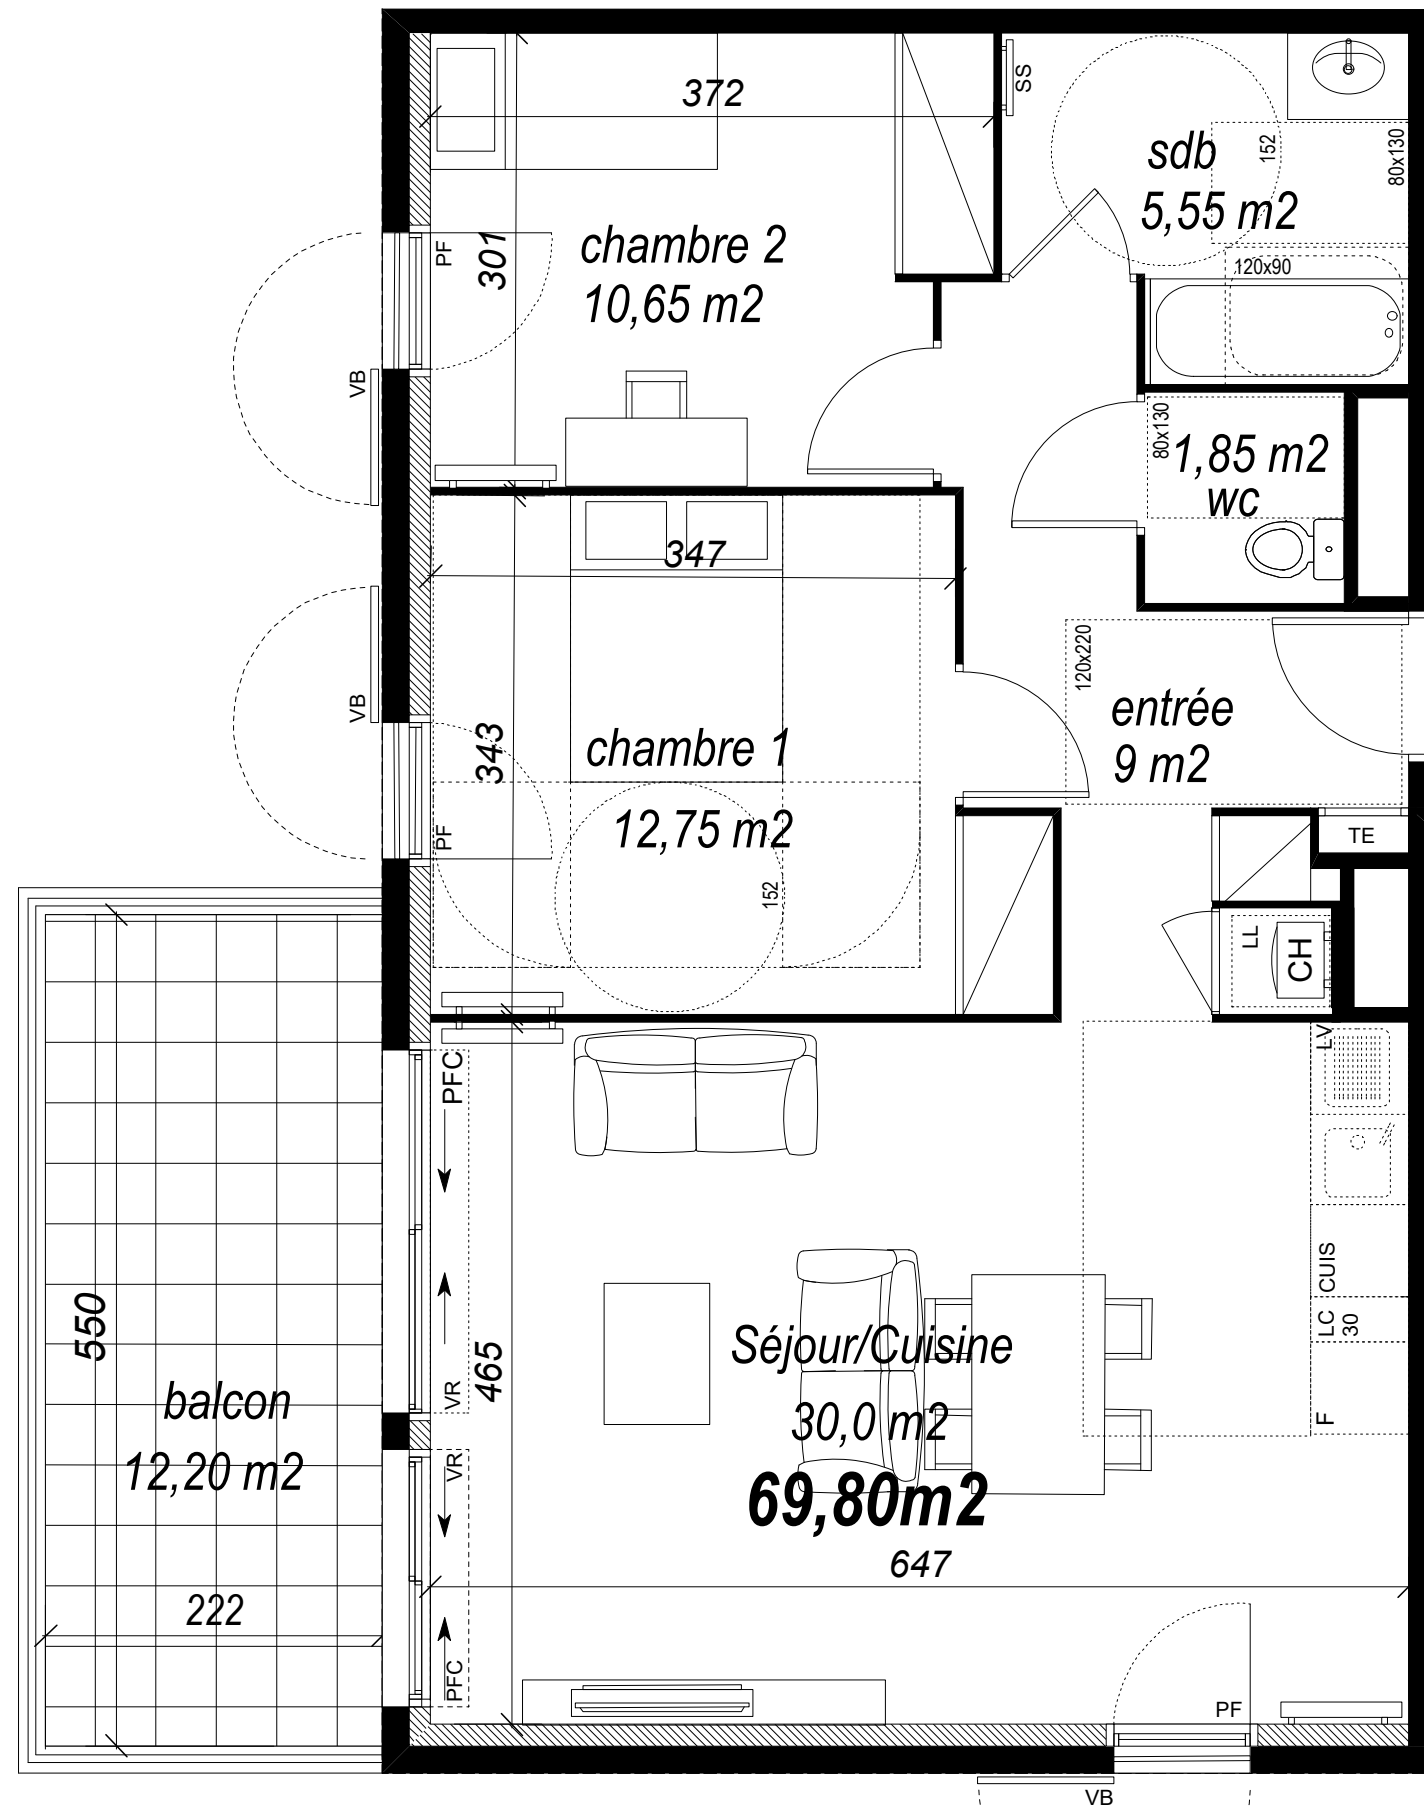 372
SS
sdb
152
80x130
5,55 m2
PF
301
chambre 2
10,65 m2
120x90
VB
80x130
1,85 m2
wc
347
120x220
VB
entrée
9 m2
343
chambre 1
12,75 m2
PF
152
TE
LL
CH
LV
PFC
CUIS
LC
30
550
465
Séjour/Cuisine
30,0 m2
VR
F
balcon
12,20 m2
VR
69,80m2
647
222
PFC
PF
VB